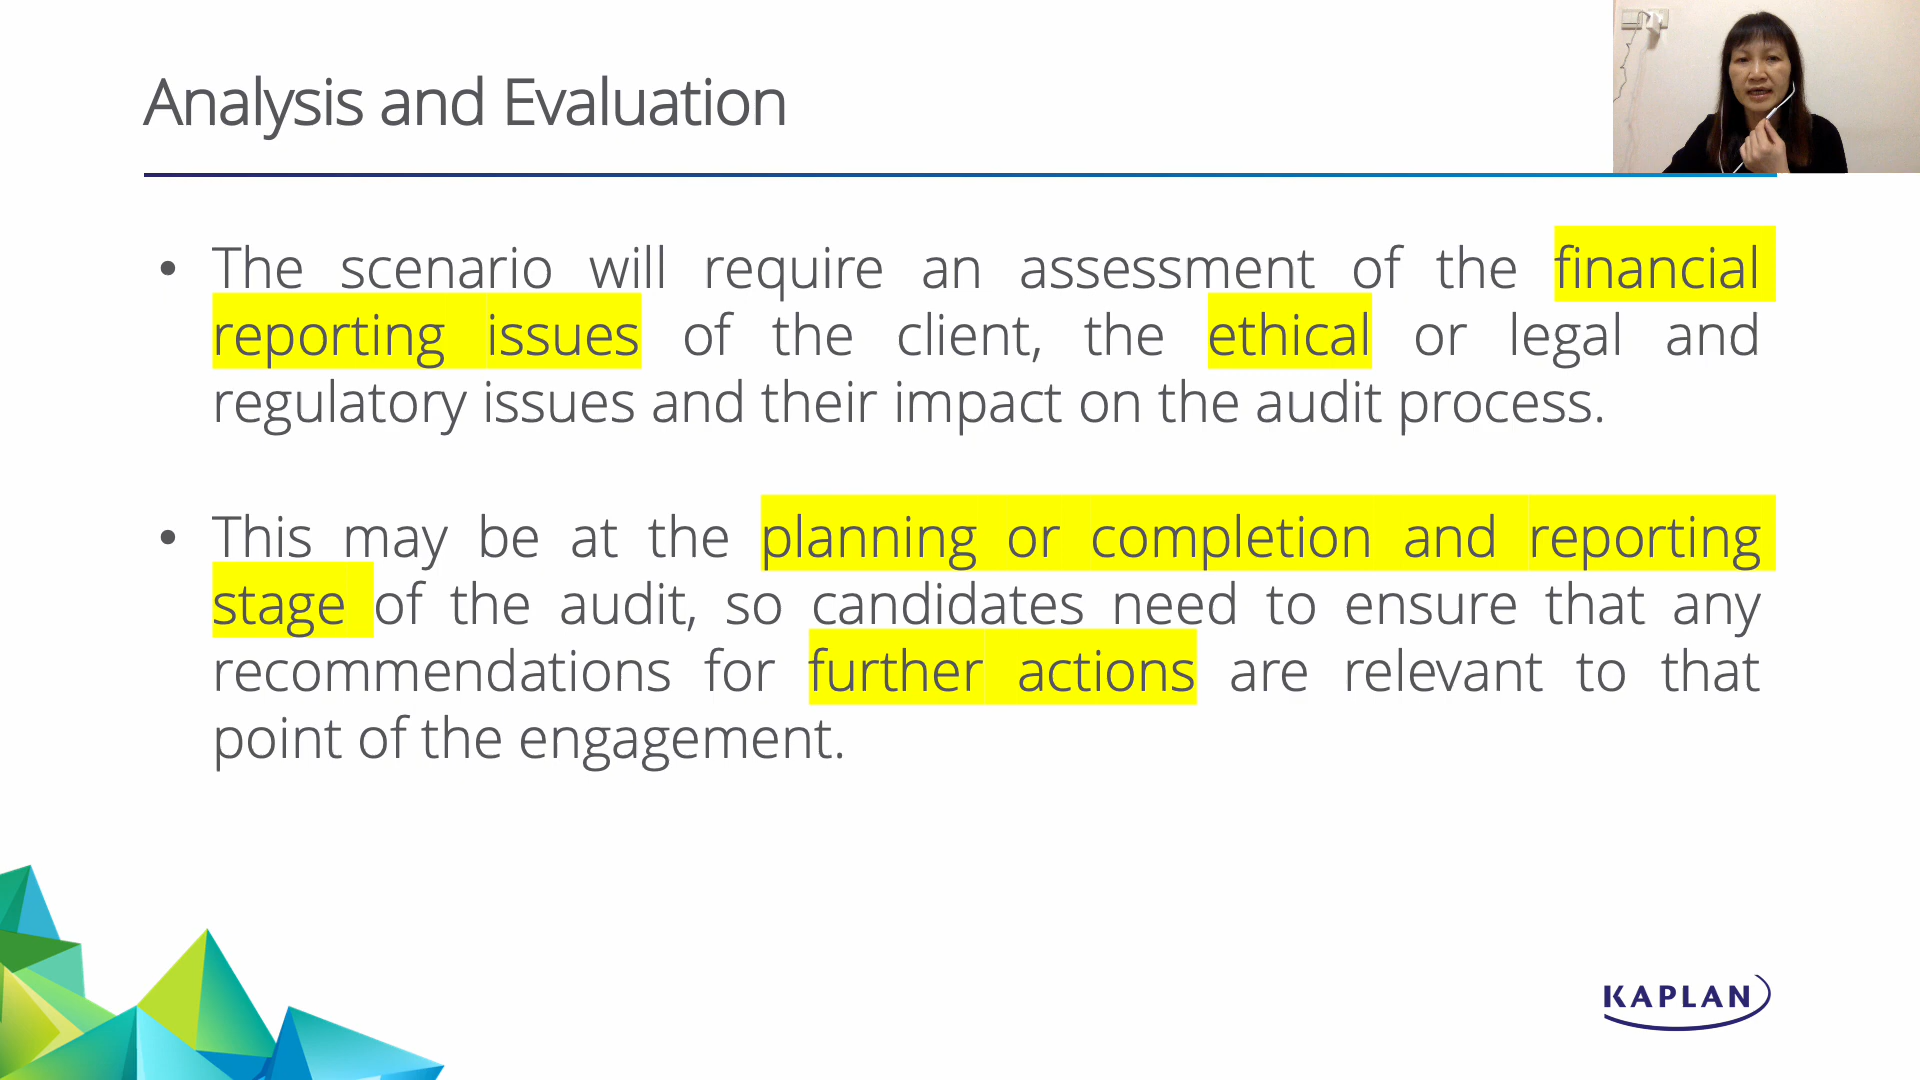 Analysis and Evaluation
• The scenario will require an assessment of the financial
reporting issues of the client, the ethical or legal and
regulatory issues and their impact on the audit process.
• This may be at the planning or completion and reporting
stage of the audit, so candidates need to ensure that any
recommendations for further actions are relevant to that
point of the engagement.
KAPLAN